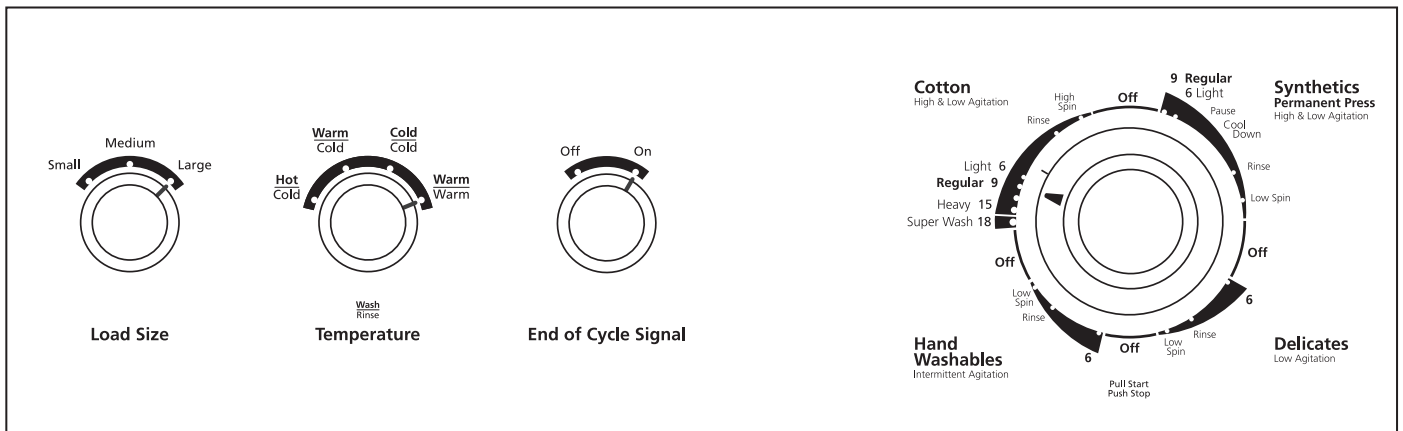 Small
Medium
Large
Load Size
Hot
Cold
Warm
Cold
Cold
Cold
Warm
Warm
Wash
Rinse
Temperature
Off
On
End of Cycle Signal
Cotton
High & Low Agitation
High
Spin
Rinse
Light 6
Regular 9
Heavy 15
Super Wash 18
Off
9 Regular
6 Light
Pause
Cool
Down
Rinse
Low Spin
Synthetics
Permanent Press
High & Low Agitation
Off
6
Rinse
Low
Spin
Delicates
Low Agitation
Off
6
Rinse
Low
Spin
Off
Hand
Washables
Intermittent Agitation
Pull Start
Push Stop